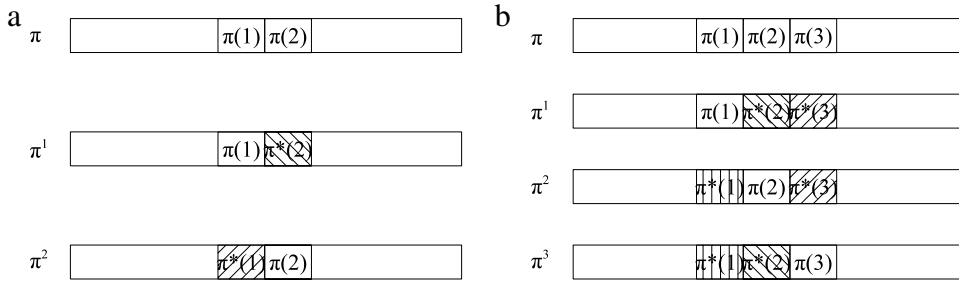 a
π π(1) π(2)
π¹ π(1) π*(2)
π² π*(1) π(2)
b
π π(1) π(2) π(3)
π¹ π(1) π*(2) π*(3)
π² π*(1) π(2) π*(3)
π³ π*(1) π*(2) π(3)